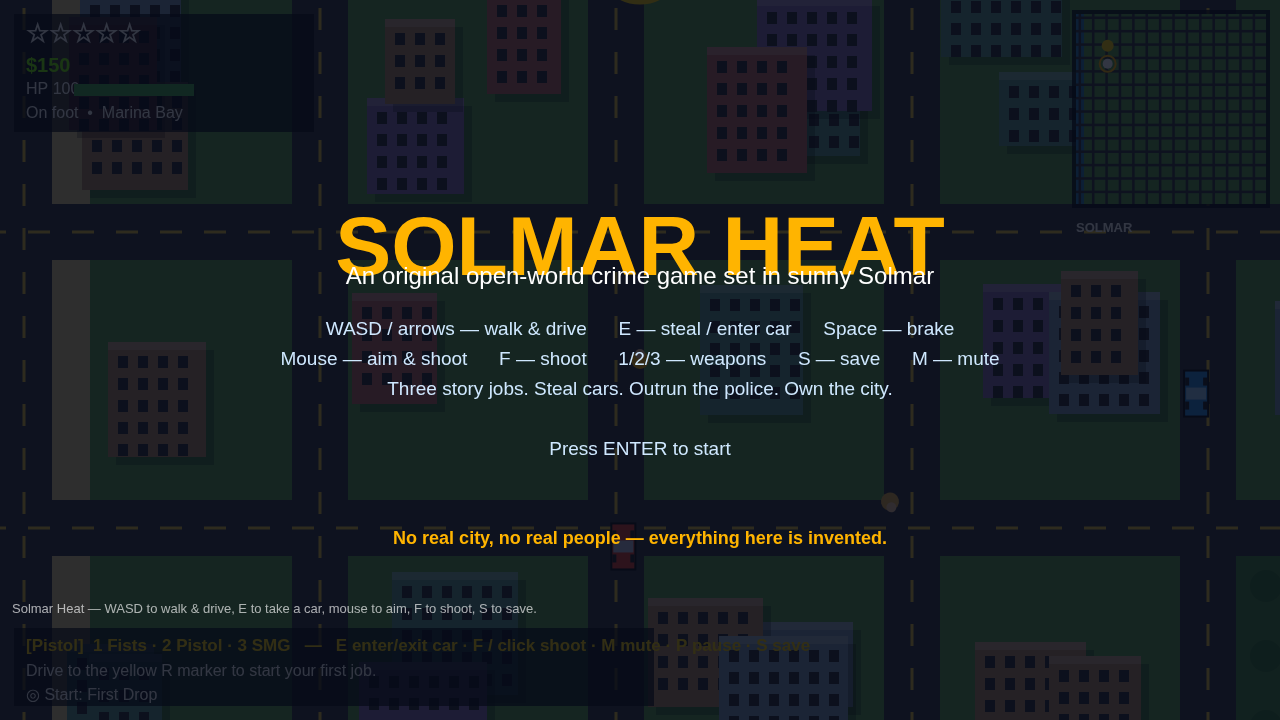 ☆☆☆☆☆
$150
HP 100
On foot • Marina Bay
SOLMAR
SOLMAR HEAT
An original open-world crime game set in sunny Solmar
WASD / arrows — walk & drive E — steal / enter car Space — brake
Mouse — aim & shoot F — shoot 1/2/3 — weapons S — save M — mute
Three story jobs. Steal cars. Outrun the police. Own the city.
Press ENTER to start
No real city, no real people — everything here is invented.
Solmar Heat — WASD to walk & drive, E to take a car, mouse to aim, F to shoot, S to save.
[Pistol] 1 Fists · 2 Pistol · 3 SMG — E enter/exit car · F / click shoot · M mute · P pause · S save
Drive to the yellow R marker to start your first job.
◎ Start: First Drop